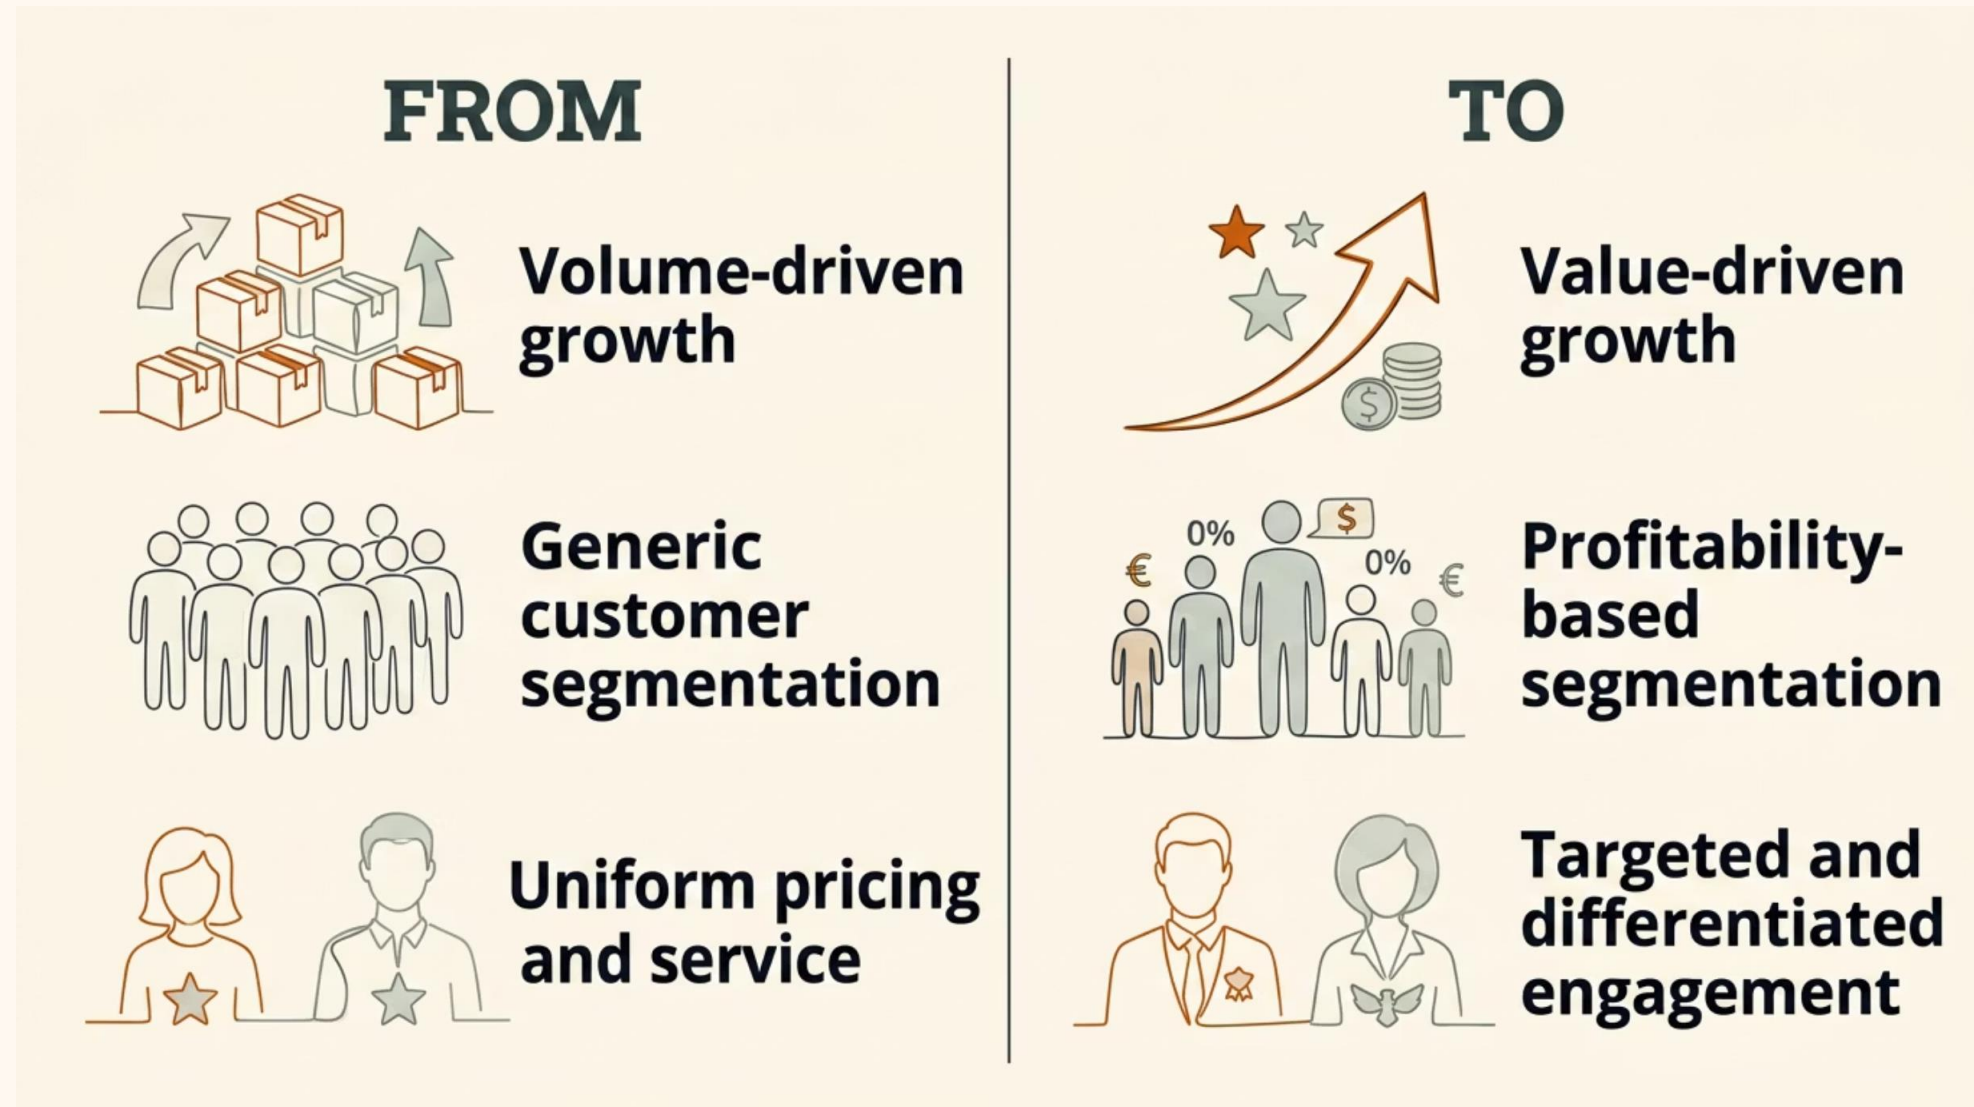 FROM
Volume-driven
growth
Generic
customer
segmentation
Uniform pricing
and service
TO
$
Value-driven
growth
€
0%
$
0%
€
Profitability-
based
segmentation
Targeted and
differentiated
engagement